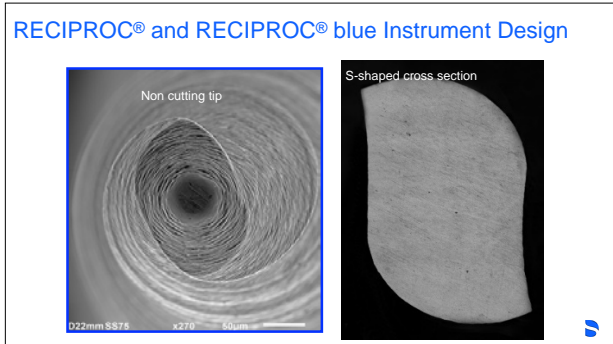 RECIPROC® and RECIPROC® blue Instrument Design
Non cutting tip
S-shaped cross section
D22mm SS75 x270 50μm